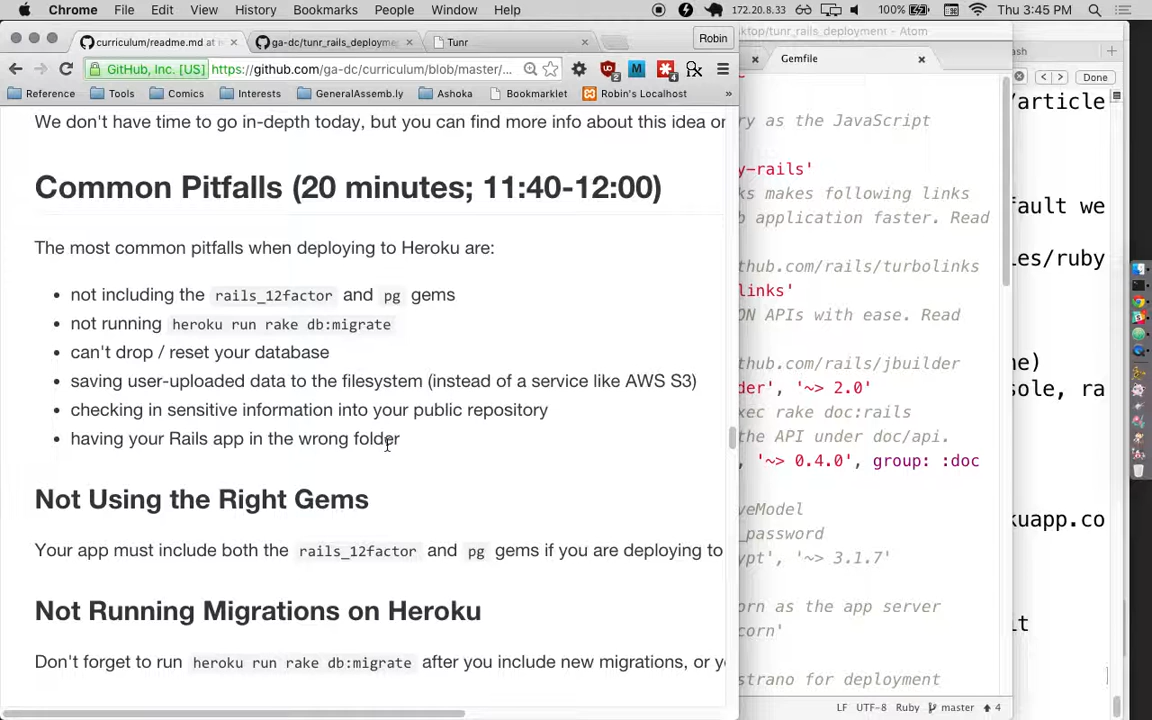 Chrome File Edit View History Bookmarks People Window Help 172.20.8.33 100% Thu 3:45 PM
ktop/tunr_rails_deployment - Atom
curriculum/readme.md at
ga-dc/tunr_rails_deployme
Tunr
Robin
Gemfile
ash
GitHub, Inc. [US] https://github.com/ga-dc/curriculum/blob/master/...
Done
Reference Tools Comics Interests GeneralAssemb.ly Ashoka Bookmarklet Robin's Localhost »
/article
We don't have time to go in-depth today, but you can find more info about this idea on
ry as the JavaScript
Common Pitfalls (20 minutes; 11:40-12:00)
y-rails'
ks makes following links
fault we
b application faster. Read
The most common pitfalls when deploying to Heroku are:
les/ruby
thub.com/rails/turbolinks
not including the rails_12factor and pg gems
links'
ON APIs with ease. Read
not running heroku run rake db:migrate
can't drop / reset your database
thub.com/rails/jbuilder
ne)
saving user-uploaded data to the filesystem (instead of a service like AWS S3)
der', '~> 2.0'
sole, ra
checking in sensitive information into your public repository
exec rake doc:rails
having your Rails app in the wrong folder
the API under doc/api.
, '~> 0.4.0', group: :doc
Not Using the Right Gems
veModel
_password
kuapp.co
Your app must include both the rails_12factor and pg gems if you are deploying to
ypt', '~> 3.1.7'
Not Running Migrations on Heroku
orn as the app server
it
corn'
Don't forget to run heroku run rake db:migrate after you include new migrations, or
strano for deployment
LF UTF-8 Ruby master 4